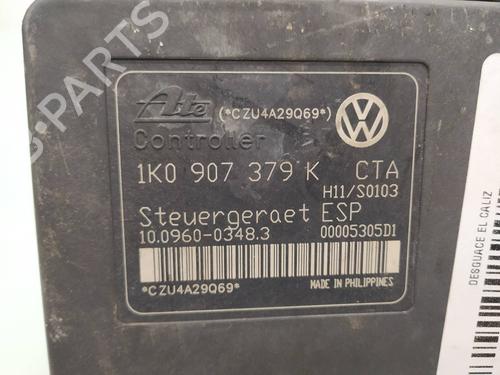 Ate (*CZU4A29Q69*)
Controller
1K0 907 379 K CTA
H11/S0103
Steuergeraet ESP
10.0960-0348.3 00005305D1
*CZU4A29Q69*
MADE IN PHILIPPINES
DESGUACE EL CALIZ
B-PARTS